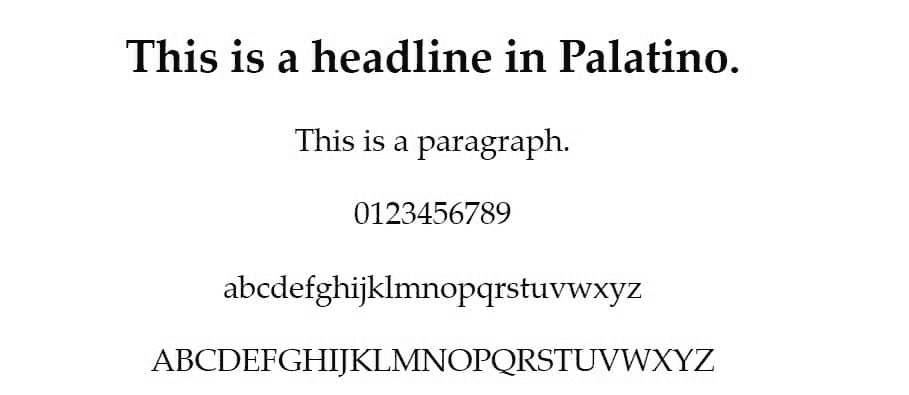 This is a headline in Palatino.
This is a paragraph.
0123456789
abcdefghijklmnopqrstuvwxyz
ABCDEFGHIJKLMNOPQRSTUVWXYZ